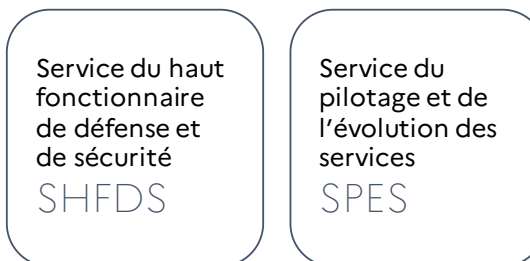 Service du haut
fonctionnaire
de défense et
de sécurité
SHFDS
Service du
pilotage et de
l’évolution des
services
SPES